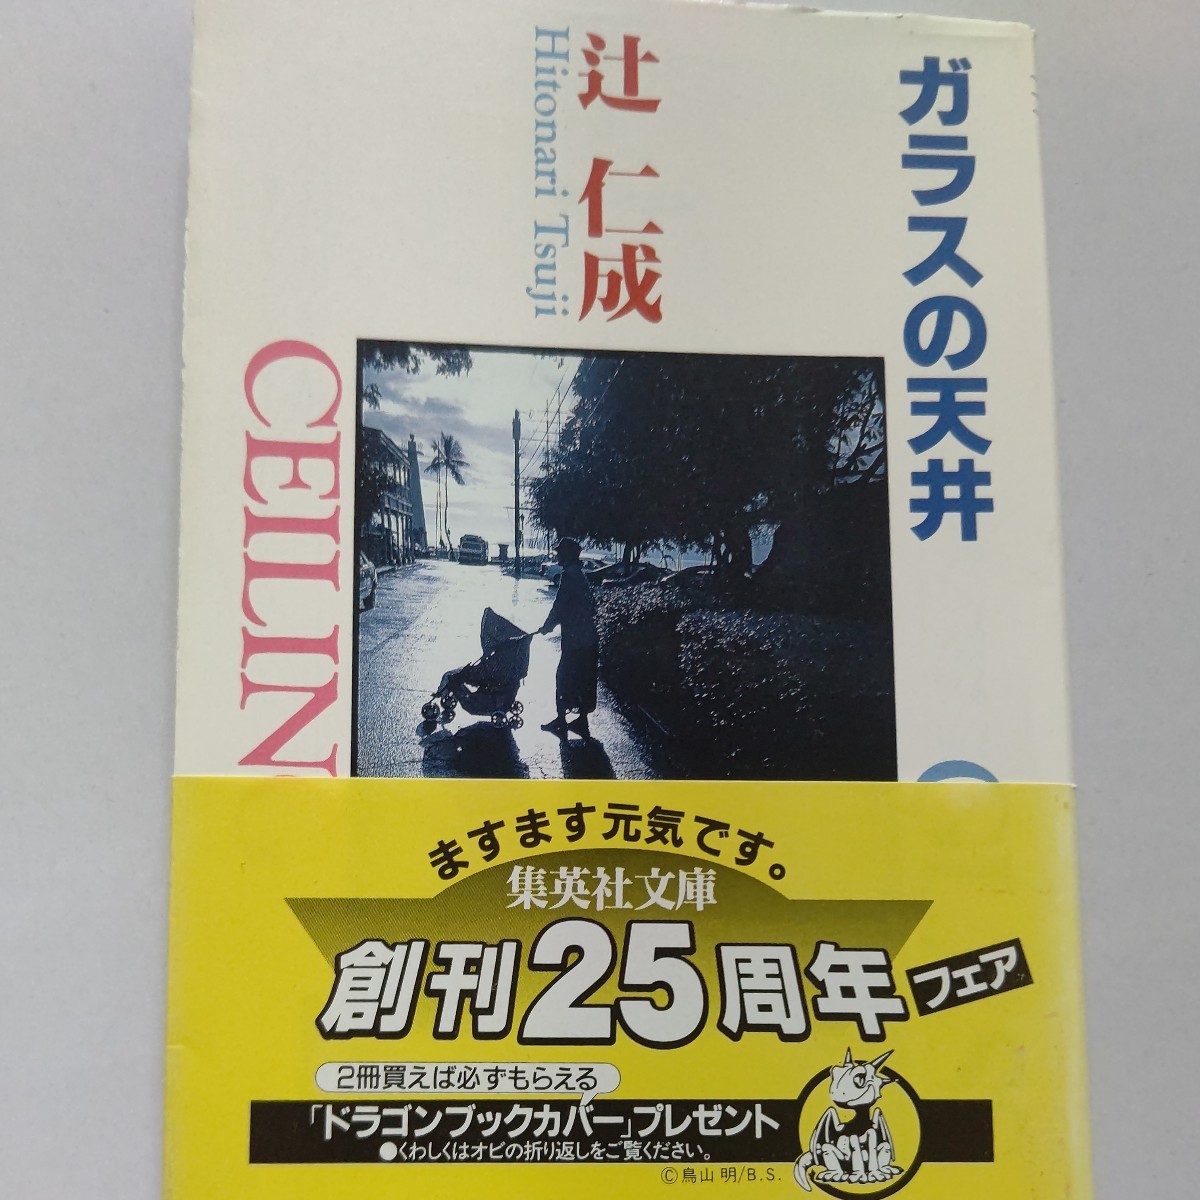 ガラスの天井
辻 仁成
Hitonari Tsuji
CEILIN
ますます元気です。
集英社文庫
創刊25周年
フェア
2冊買えば必ずもらえる
「ドラゴンブックカバー」プレゼント
●くわしくはオビの折り返しをご覧ください。
©鳥山 明/B.S.